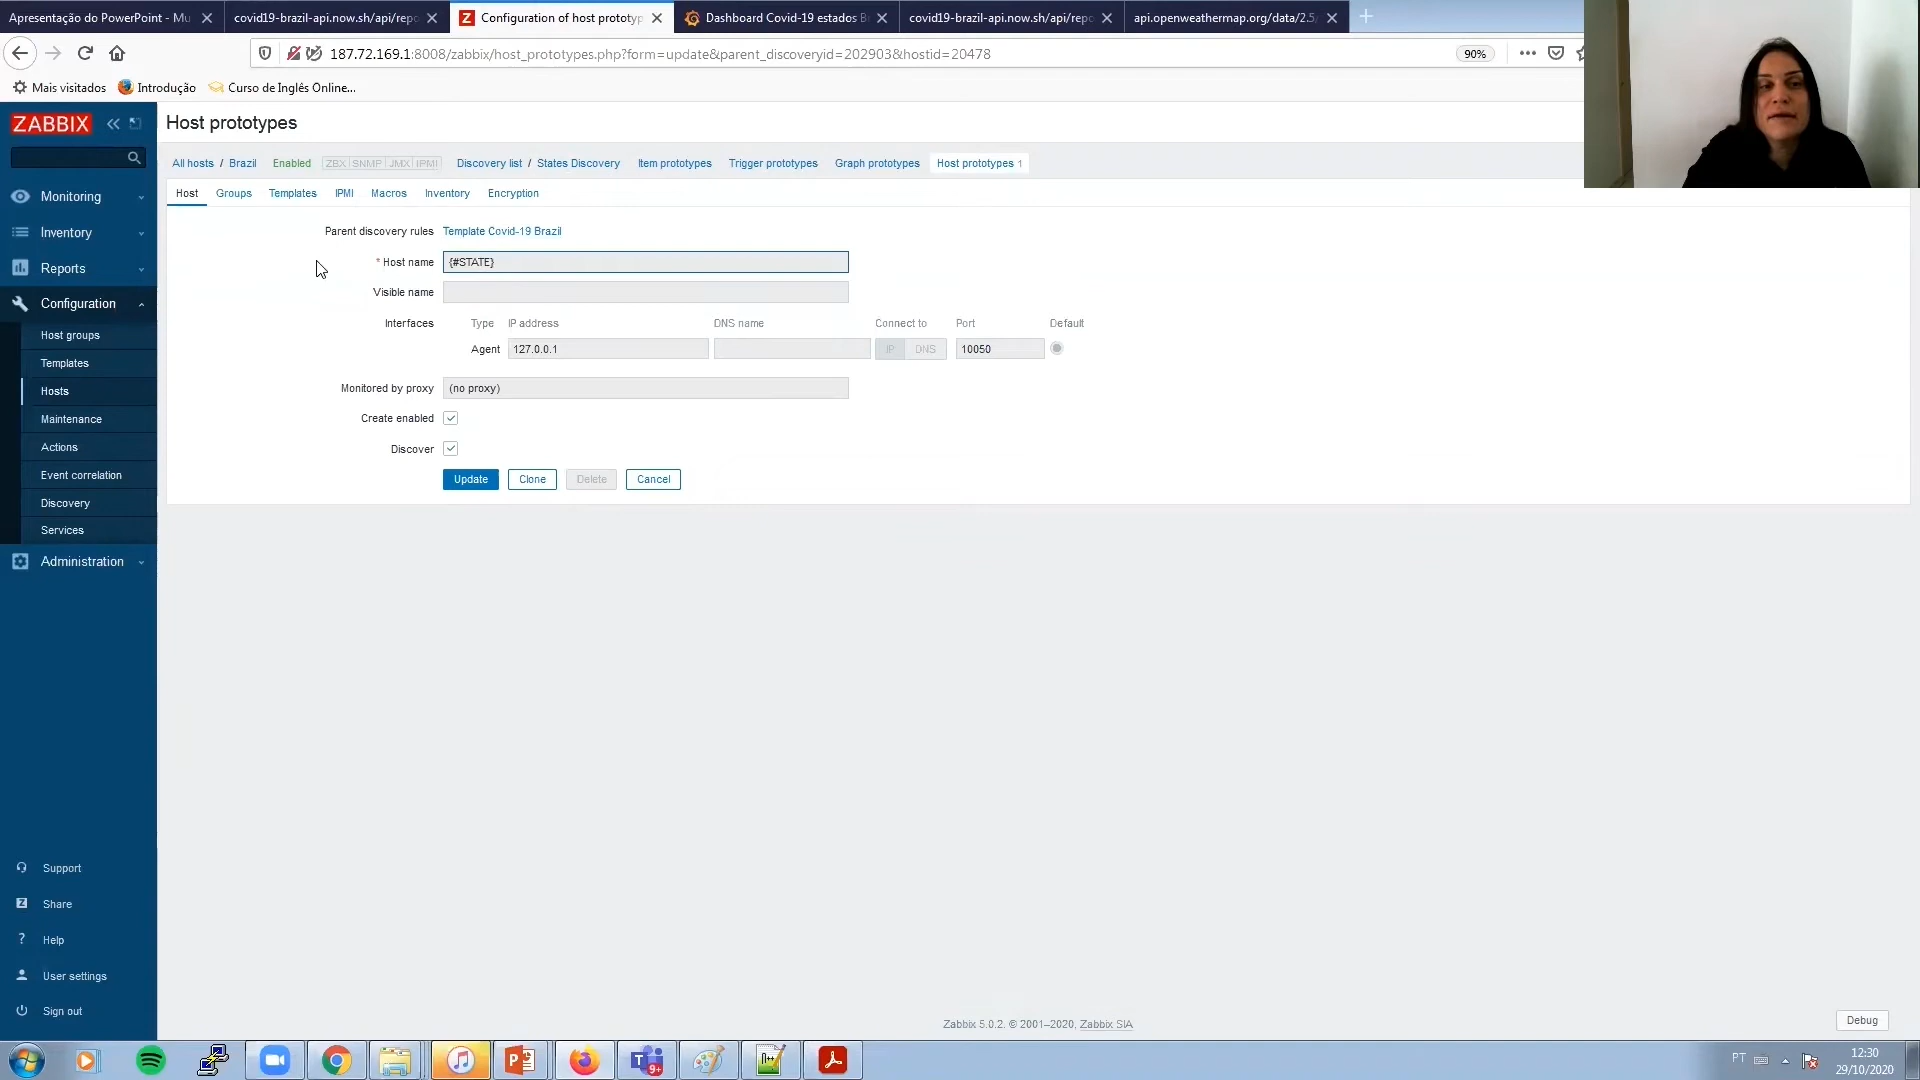 Apresentação do PowerPoint - Mu
covid19-brazil-api.now.sh/api/repo
Configuration of host prototyp
Dashboard Covid-19 estados B
covid19-brazil-api.now.sh/api/repo
api.openweathermap.org/data/2.5
187.72.169.1:8008/zabbix/host_prototypes.php?form=update&parent_discoveryid=202903&hostid=20478
90%
Mais visitados
Introdução
Curso de Inglês Online...
ZABBIX
Host prototypes
All hosts / Brazil Enabled ZBX SNMP JMX IPMI Discovery list / States Discovery Item prototypes Trigger prototypes Graph prototypes Host prototypes 1
Host Groups Templates IPMI Macros Inventory Encryption
Monitoring
Inventory
Reports
Configuration
Host groups
Templates
Hosts
Maintenance
Actions
Event correlation
Discovery
Services
Administration
Support
Share
Help
User settings
Sign out
Parent discovery rules Template Covid-19 Brazil
* Host name {#STATE}
Visible name
Interfaces Type IP address DNS name Connect to Port Default
Agent 127.0.0.1 IP DNS 10050
Monitored by proxy (no proxy)
Create enabled
Discover
Update Clone Delete Cancel
Zabbix 5.0.2. © 2001–2020, Zabbix SIA
Debug
9+
PT
12:30
29/10/2020